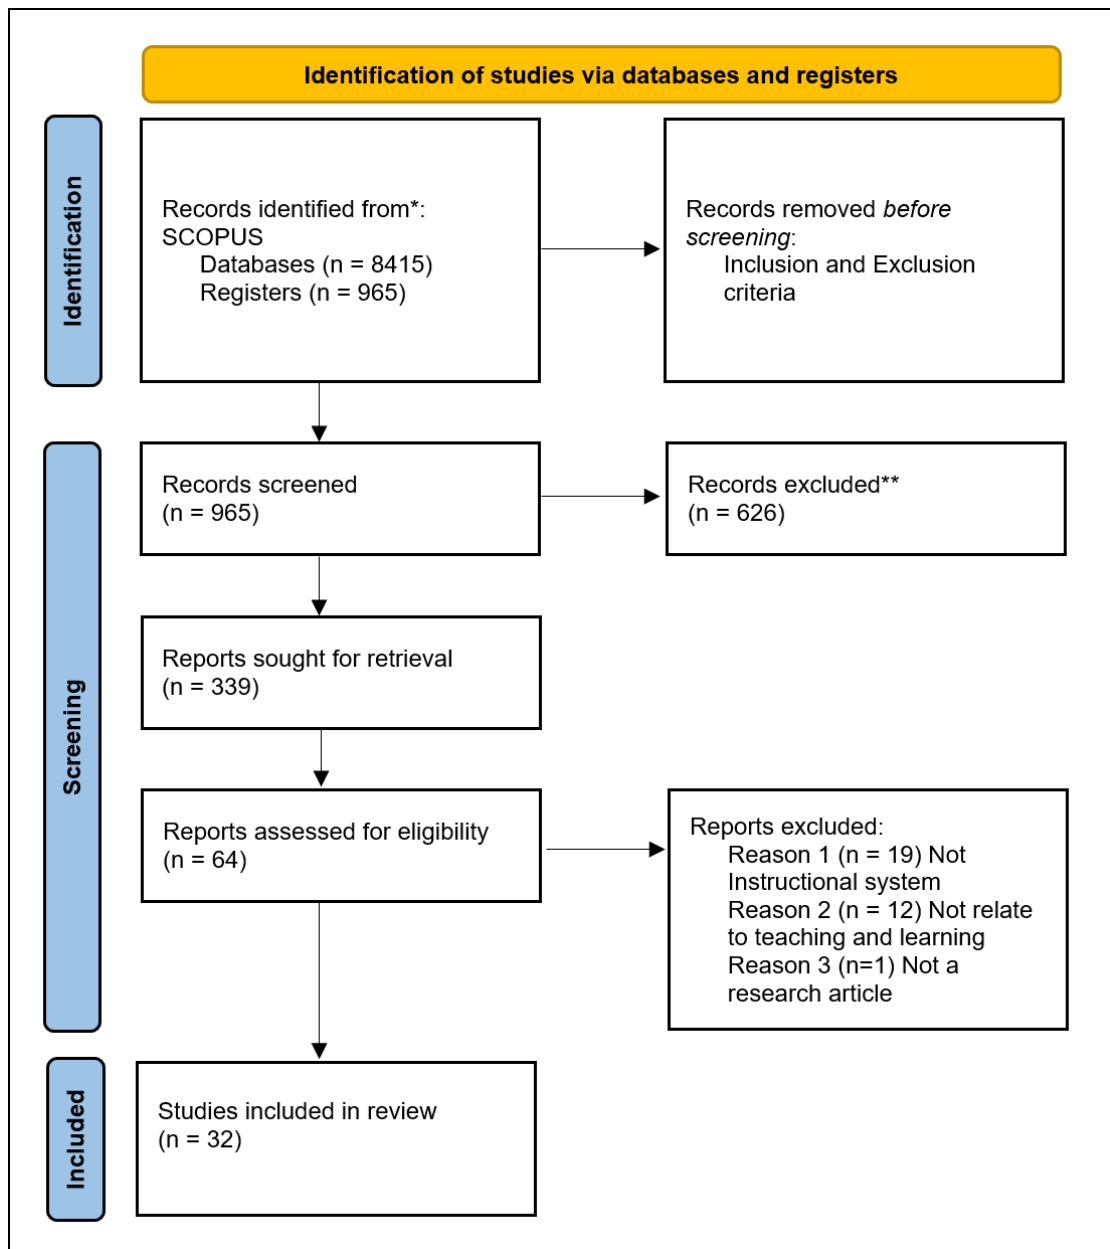 Identification of studies via databases and registers
Identification
Records identified from*:
SCOPUS
Databases (n = 8415)
Registers (n = 965)
Records removed before
screening:
Inclusion and Exclusion
criteria
Screening
Records screened
(n = 965)
Records excluded**
(n = 626)
Reports sought for retrieval
(n = 339)
Reports assessed for eligibility
(n = 64)
Reports excluded:
Reason 1 (n = 19) Not
Instructional system
Reason 2 (n = 12) Not relate
to teaching and learning
Reason 3 (n=1) Not a
research article
Included
Studies included in review
(n = 32)